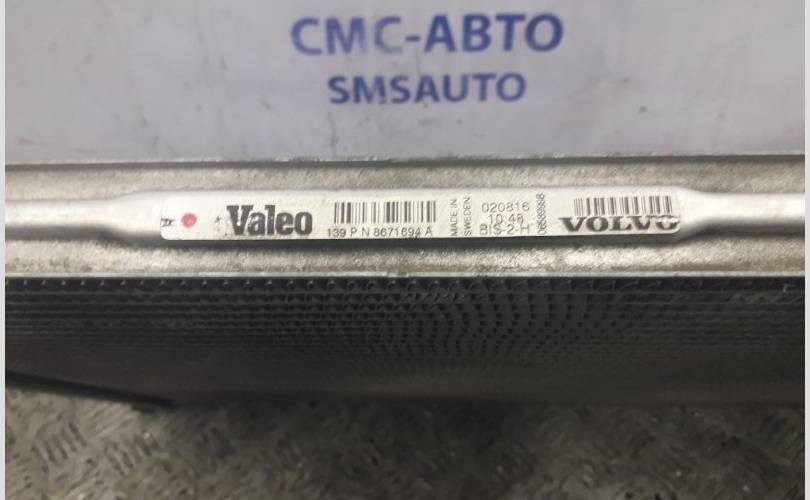 СМС-АВТО
SMSAUTO
Valeo
139 P N 8671694 A
MADE IN
SWEDEN
020816
10.48
BIS-2-H
VOLVO